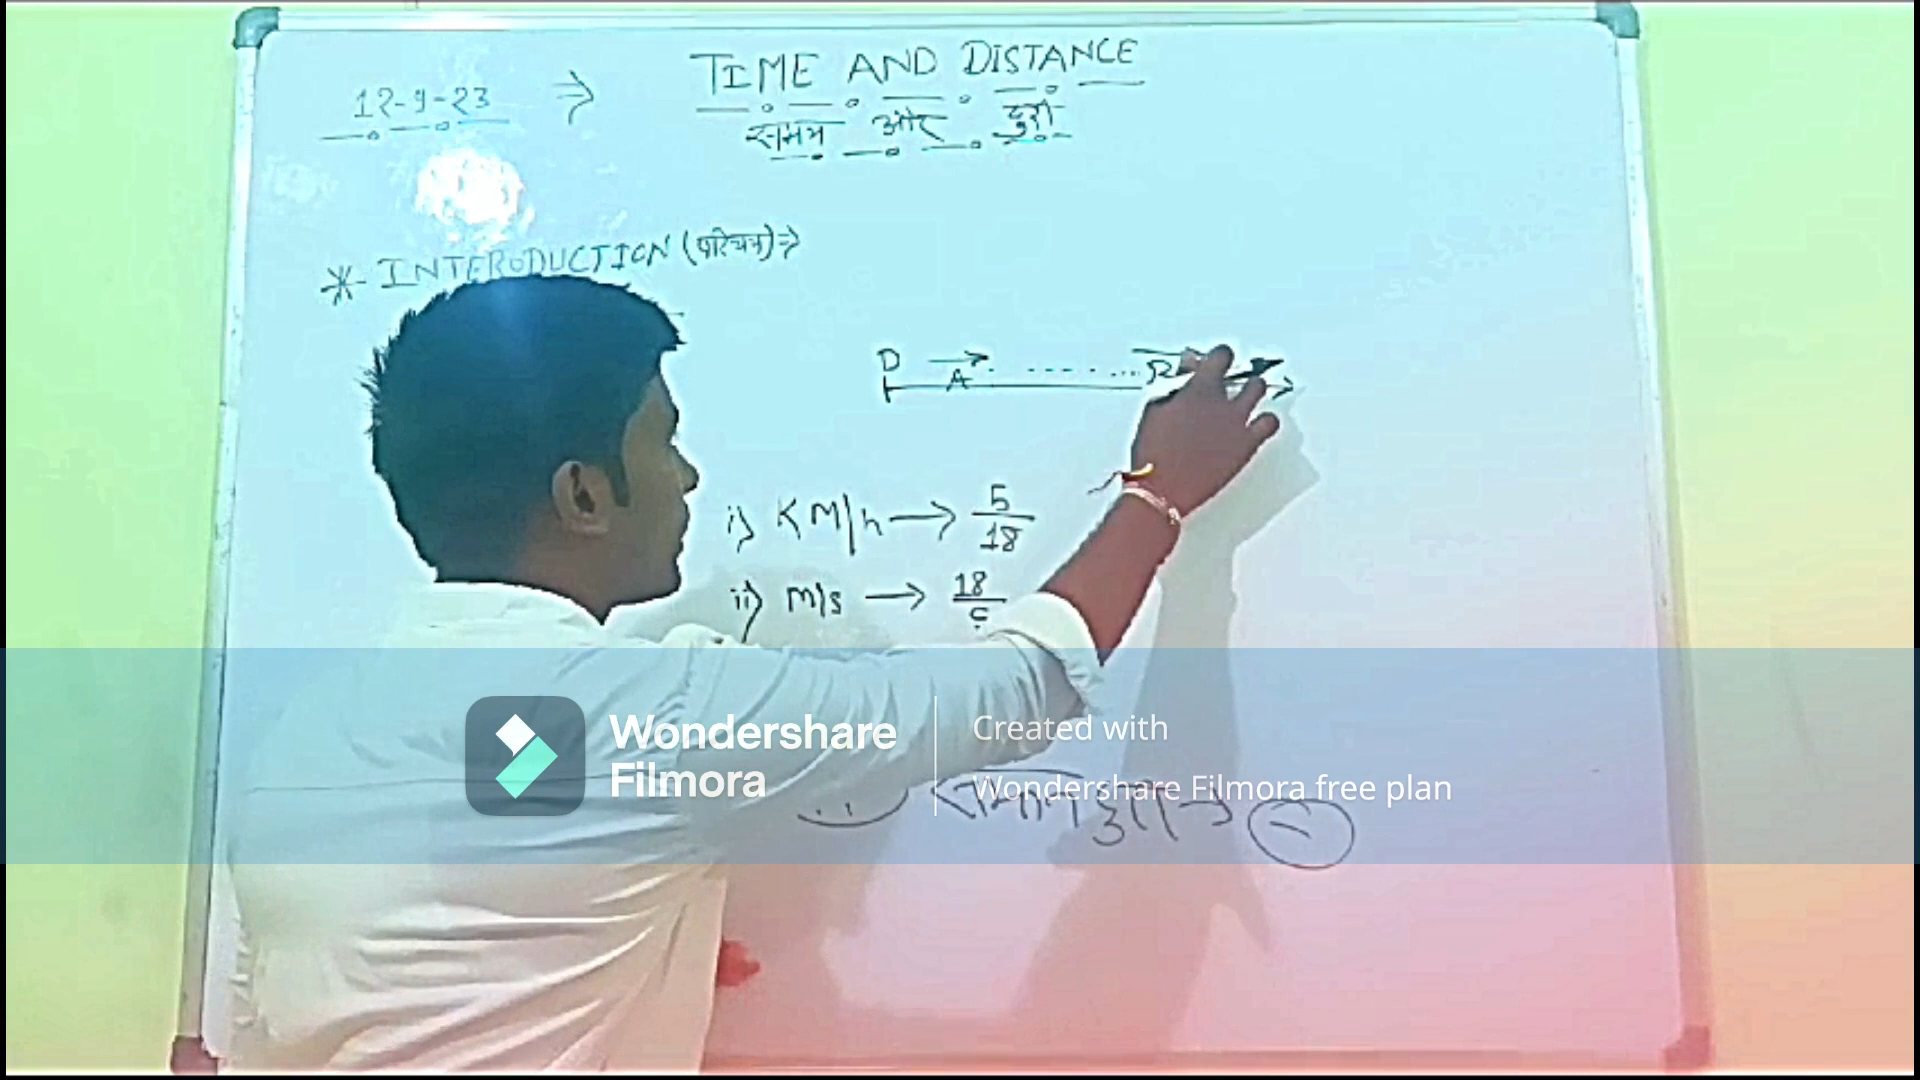 12-9-23 ⇒ TIME AND DISTANCE
समय और दूरी
* INTERODUCTION (परिचय) ⇒
D → A
i) KM/h → 5/18
ii) M/s → 18/5
Wondershare Filmora
Created with
Wondershare Filmora free plan